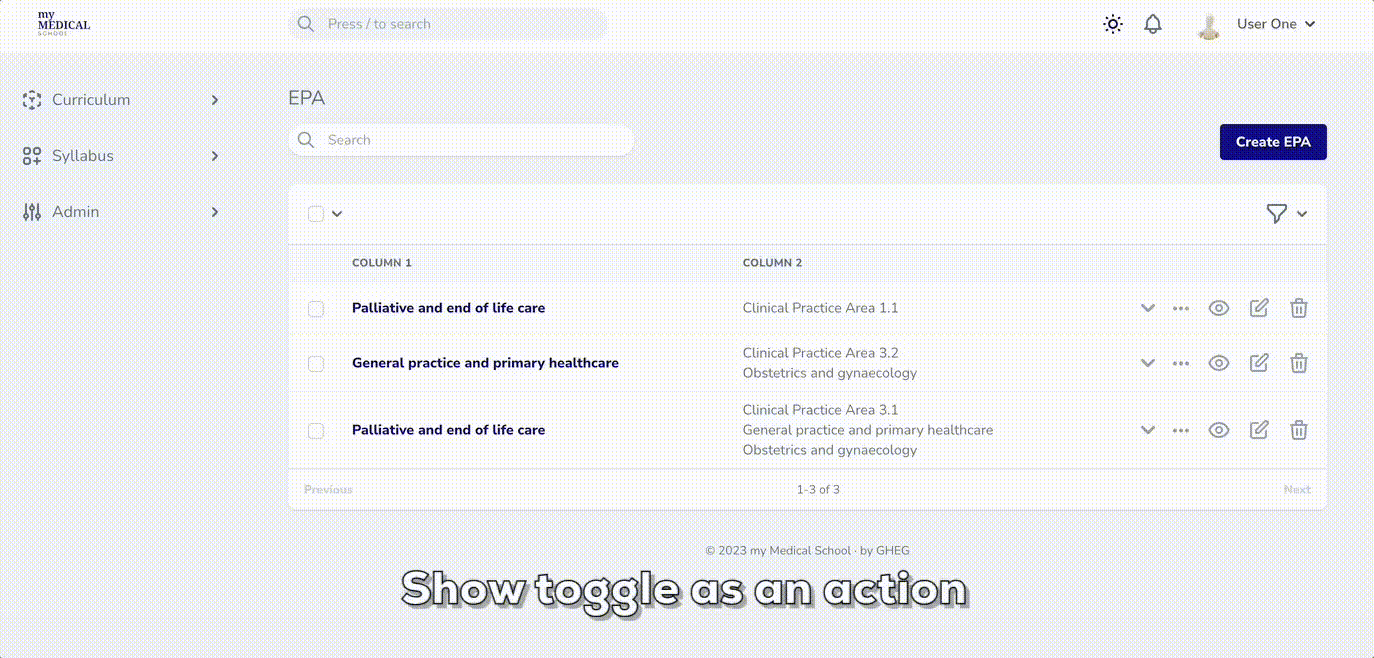 my
MEDICAL
SCHOOL
Press / to search
User One
Curriculum
Syllabus
Admin
EPA
Search
Create EPA
COLUMN 1 COLUMN 2
Palliative and end of life care Clinical Practice Area 1.1
General practice and primary healthcare Clinical Practice Area 3.2
Obstetrics and gynaecology
Palliative and end of life care Clinical Practice Area 3.1
General practice and primary healthcare
Obstetrics and gynaecology
Previous 1-3 of 3 Next
© 2023 my Medical School · by GHEG
Show toggle as an action